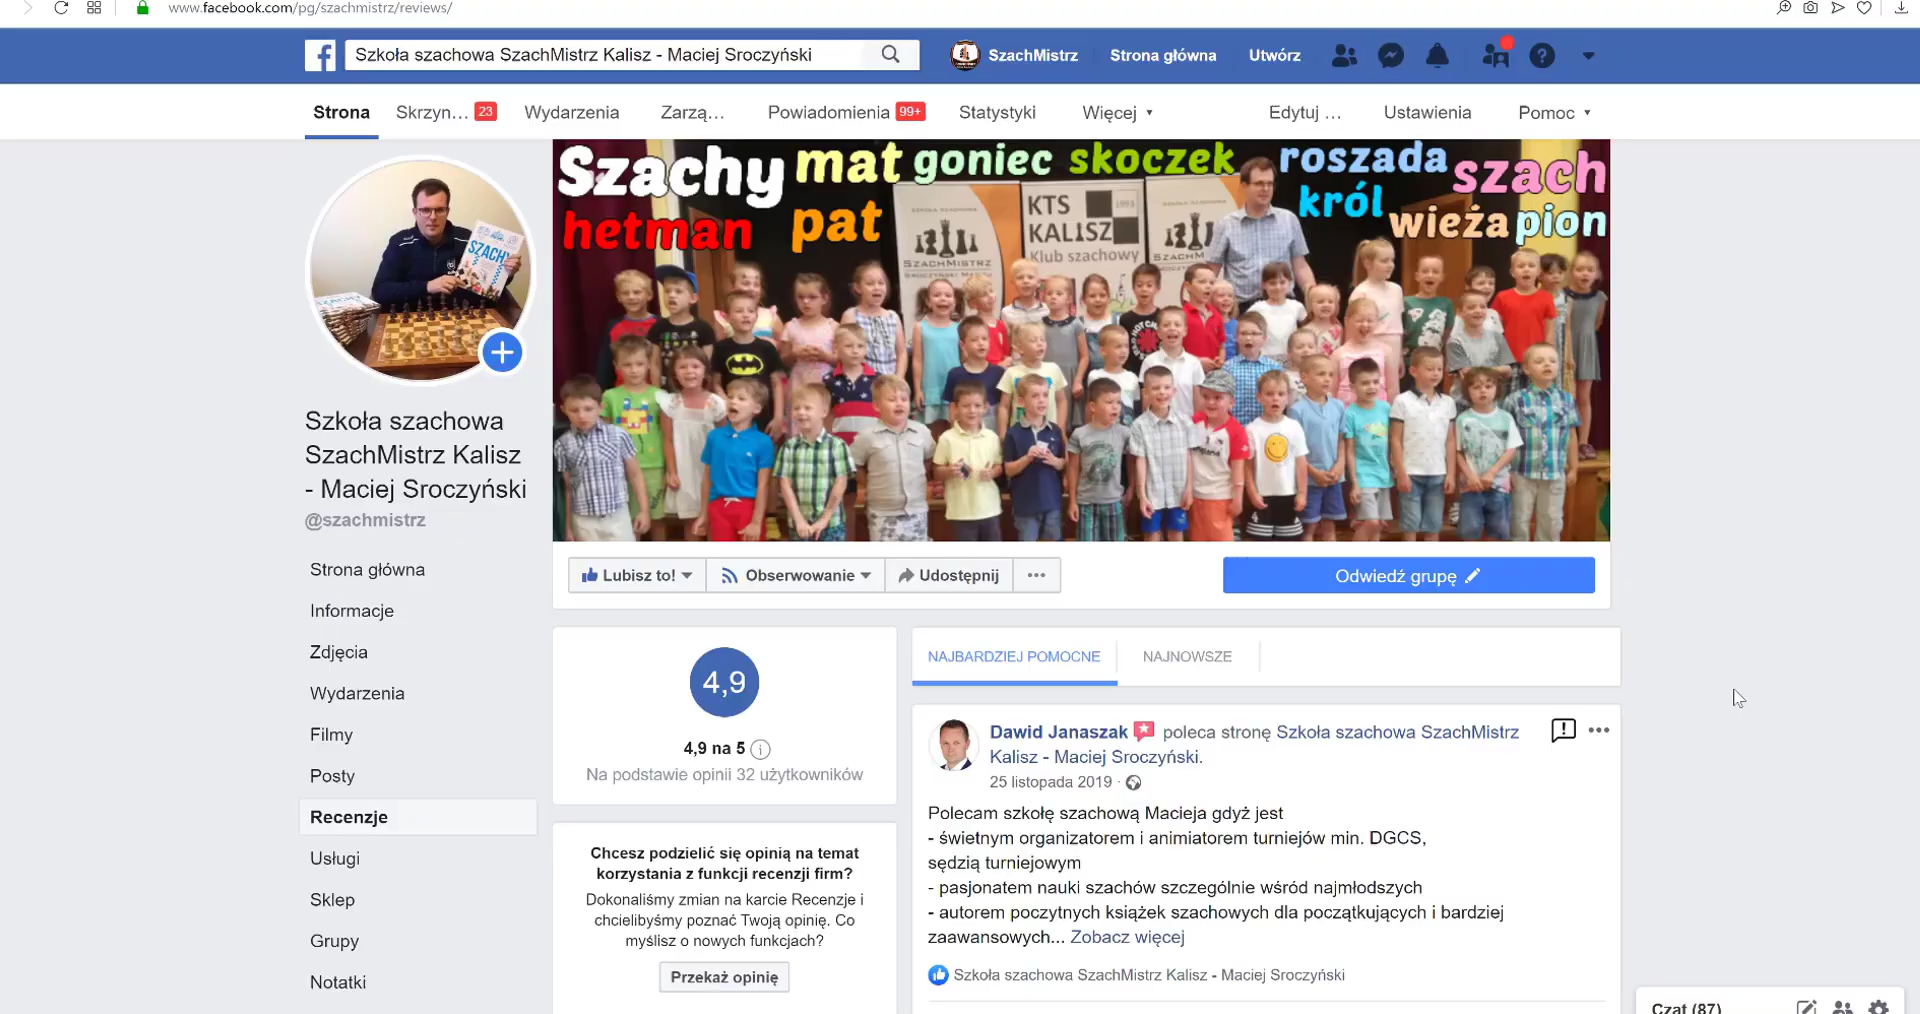 www.facebook.com/pg/szachmistrz/reviews/
Szkoła szachowa SzachMistrz Kalisz - Maciej Sroczyński
SzachMistrz
Strona główna
Utwórz
Strona
Skrzyn... 23
Wydarzenia
Zarzą...
Powiadomienia 99+
Statystyki
Więcej
Edytuj ...
Ustawienia
Pomoc
Szachy mat goniec skoczek roszada szach
hetman pat król wieża pion
SZKOŁA SZACHOWA
SZACHMISTRZ
KTS
KALISZ
1993
Klub szachowy
SZACHY
Szkoła szachowa
SzachMistrz Kalisz
- Maciej Sroczyński
@szachmistrz
Strona główna
Informacje
Zdjęcia
Wydarzenia
Filmy
Posty
Recenzje
Usługi
Sklep
Grupy
Notatki
Lubisz to!
Obserwowanie
Udostępnij
Odwiedź grupę
4,9
4,9 na 5
Na podstawie opinii 32 użytkowników
Chcesz podzielić się opinią na temat
korzystania z funkcji recenzji firm?
Dokonaliśmy zmian na karcie Recenzje i
chcielibyśmy poznać Twoją opinię. Co
myślisz o nowych funkcjach?
Przekaż opinię
NAJBARDZIEJ POMOCNE
NAJNOWSZE
Dawid Janaszak poleca stronę Szkoła szachowa SzachMistrz
Kalisz - Maciej Sroczyński.
25 listopada 2019 ·
Polecam szkołę szachową Macieja gdyż jest
- świetnym organizatorem i animiatorem turniejów min. DGCS,
sędzią turniejowym
- pasjonatem nauki szachów szczególnie wśród najmłodszych
- autorem poczytnych książek szachowych dla początkujących i bardziej
zaawansowych... Zobacz więcej
Szkoła szachowa SzachMistrz Kalisz - Maciej Sroczyński
Czat (87)